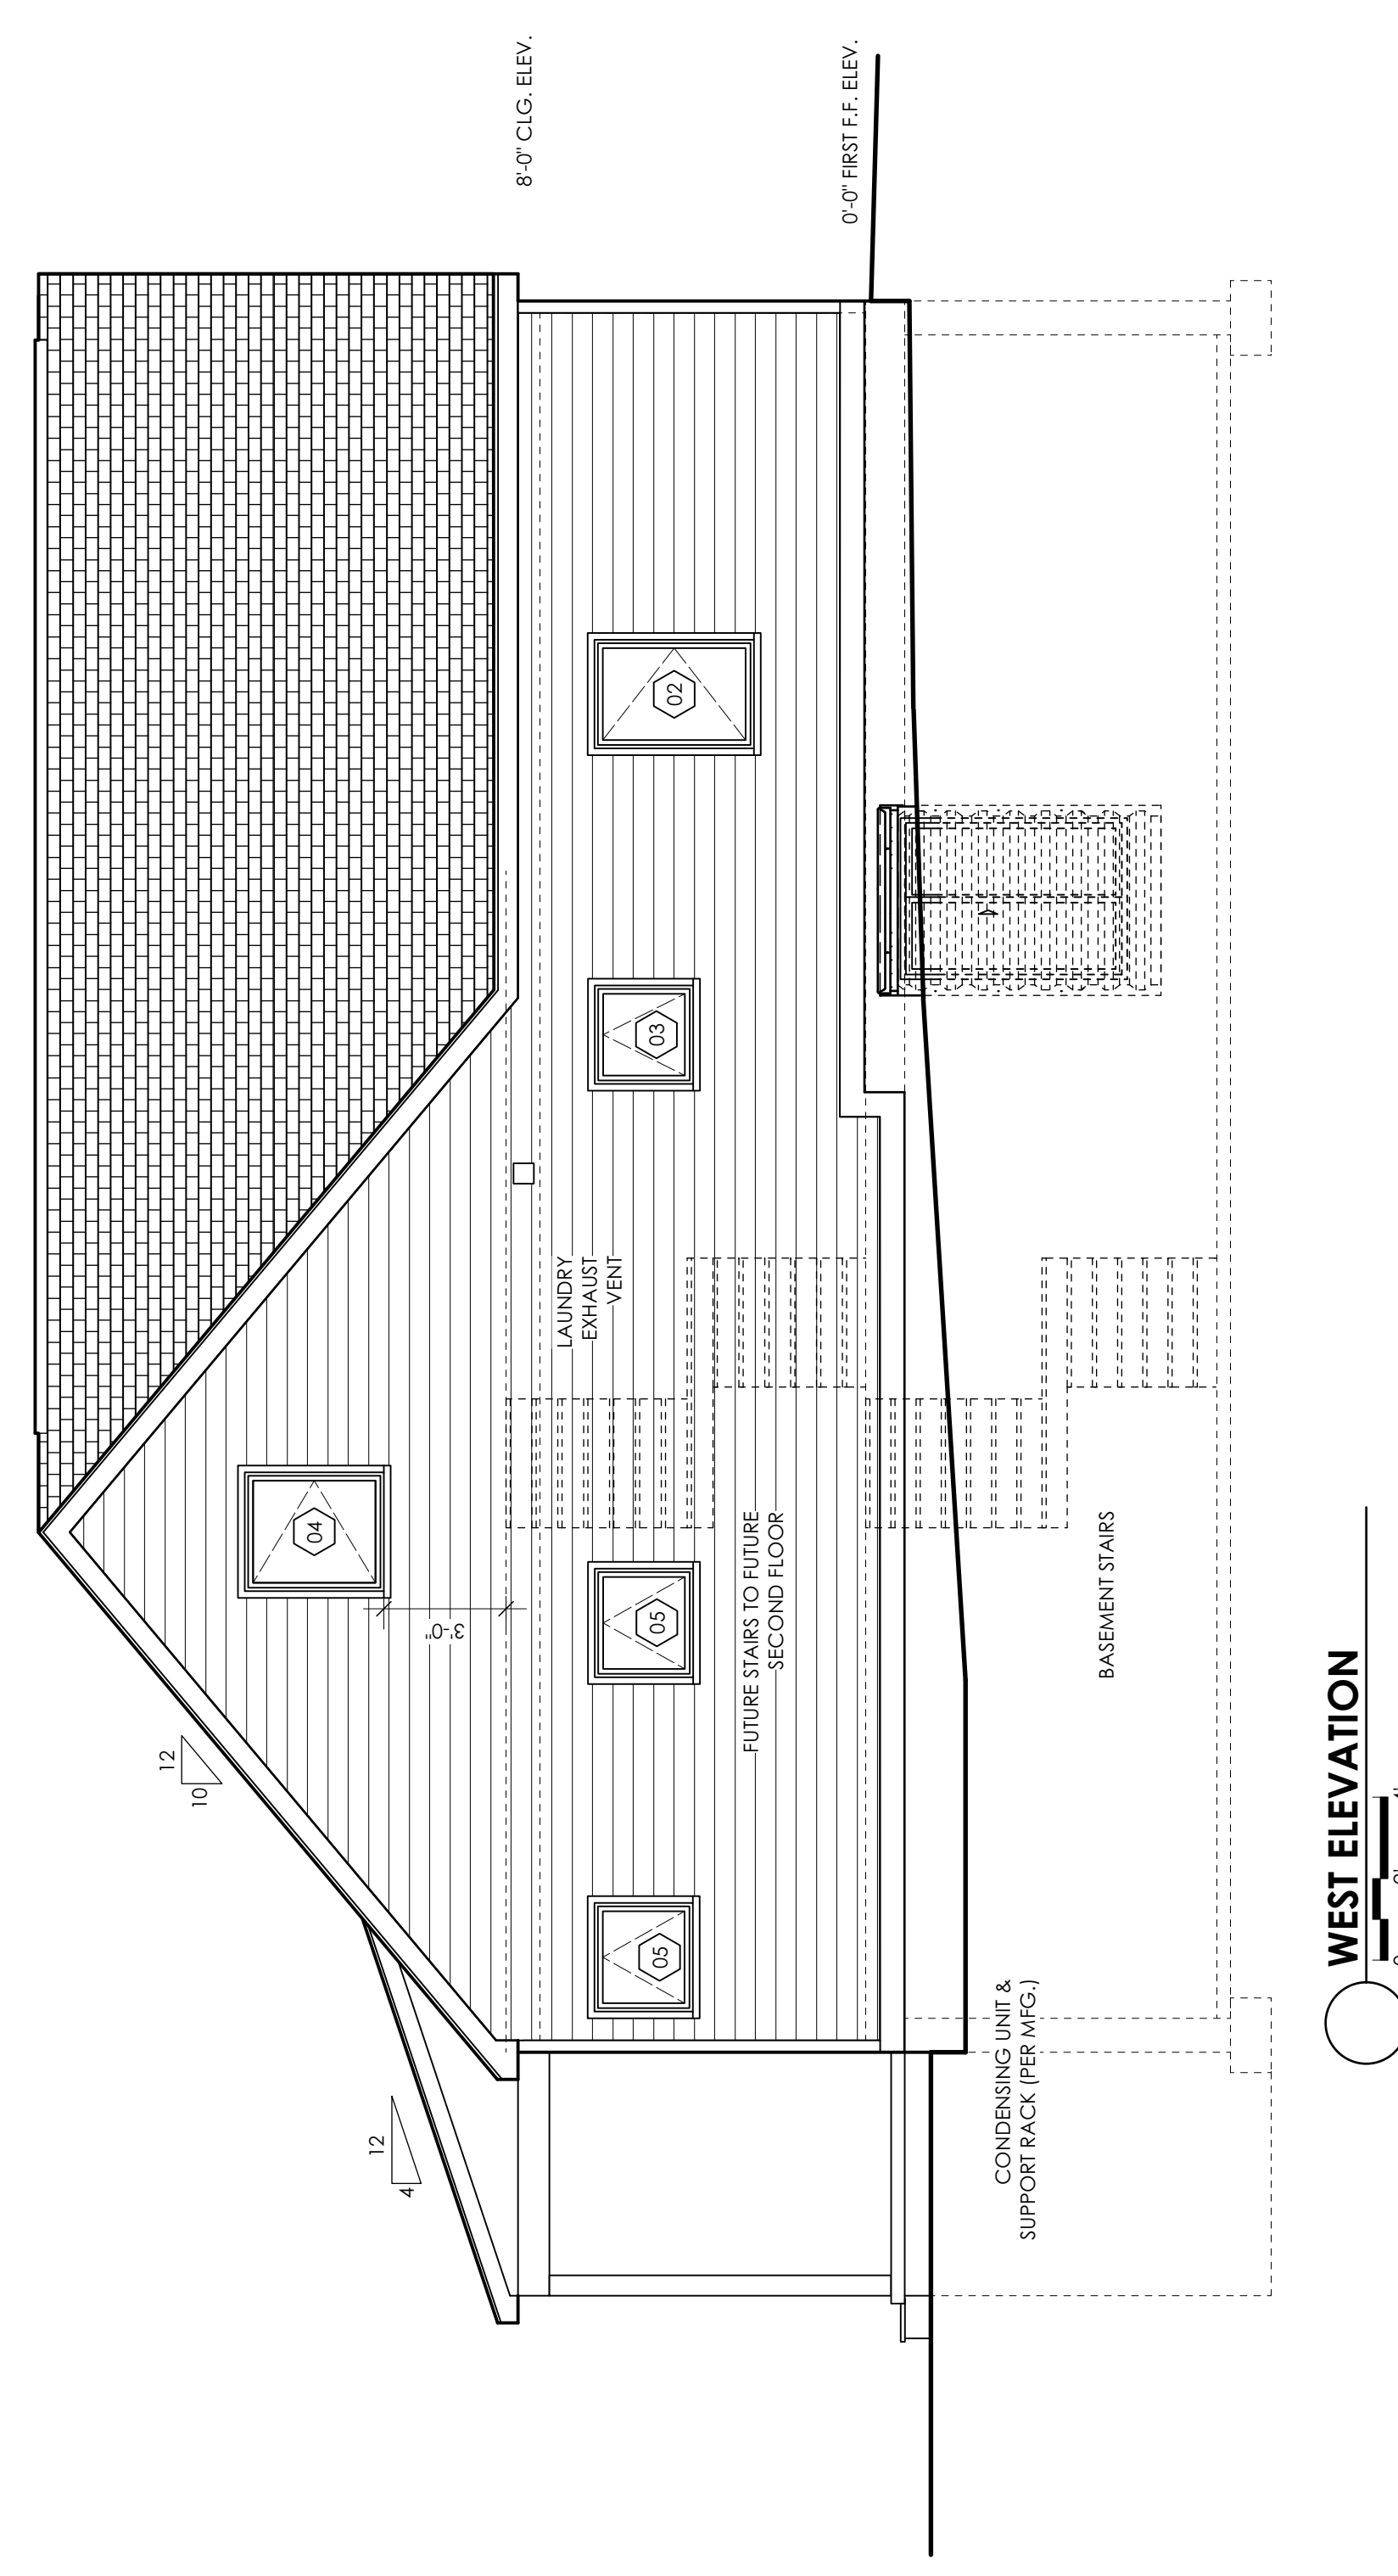 8'-0" CLG. ELEV.
0'-0" FIRST F.F. ELEV.
12
10
12
4
04
3'-0"
02
03
05
05
LAUNDRY
EXHAUST
VENT
FUTURE STAIRS TO FUTURE
SECOND FLOOR
CONDENSING UNIT &
SUPPORT RACK (PER MFG.)
BASEMENT STAIRS
WEST ELEVATION